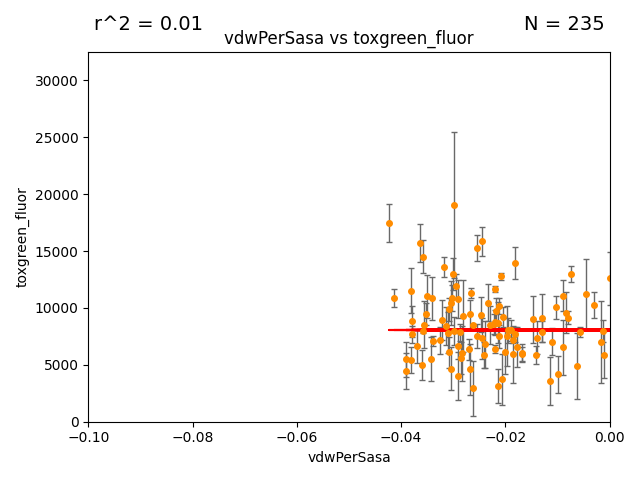 r^2 = 0.01
N = 235
vdwPerSasa vs toxgreen_fluor
30000
25000
20000
15000
10000
5000
0
toxgreen_fluor
−0.10
−0.08
−0.06
−0.04
−0.02
0.00
vdwPerSasa